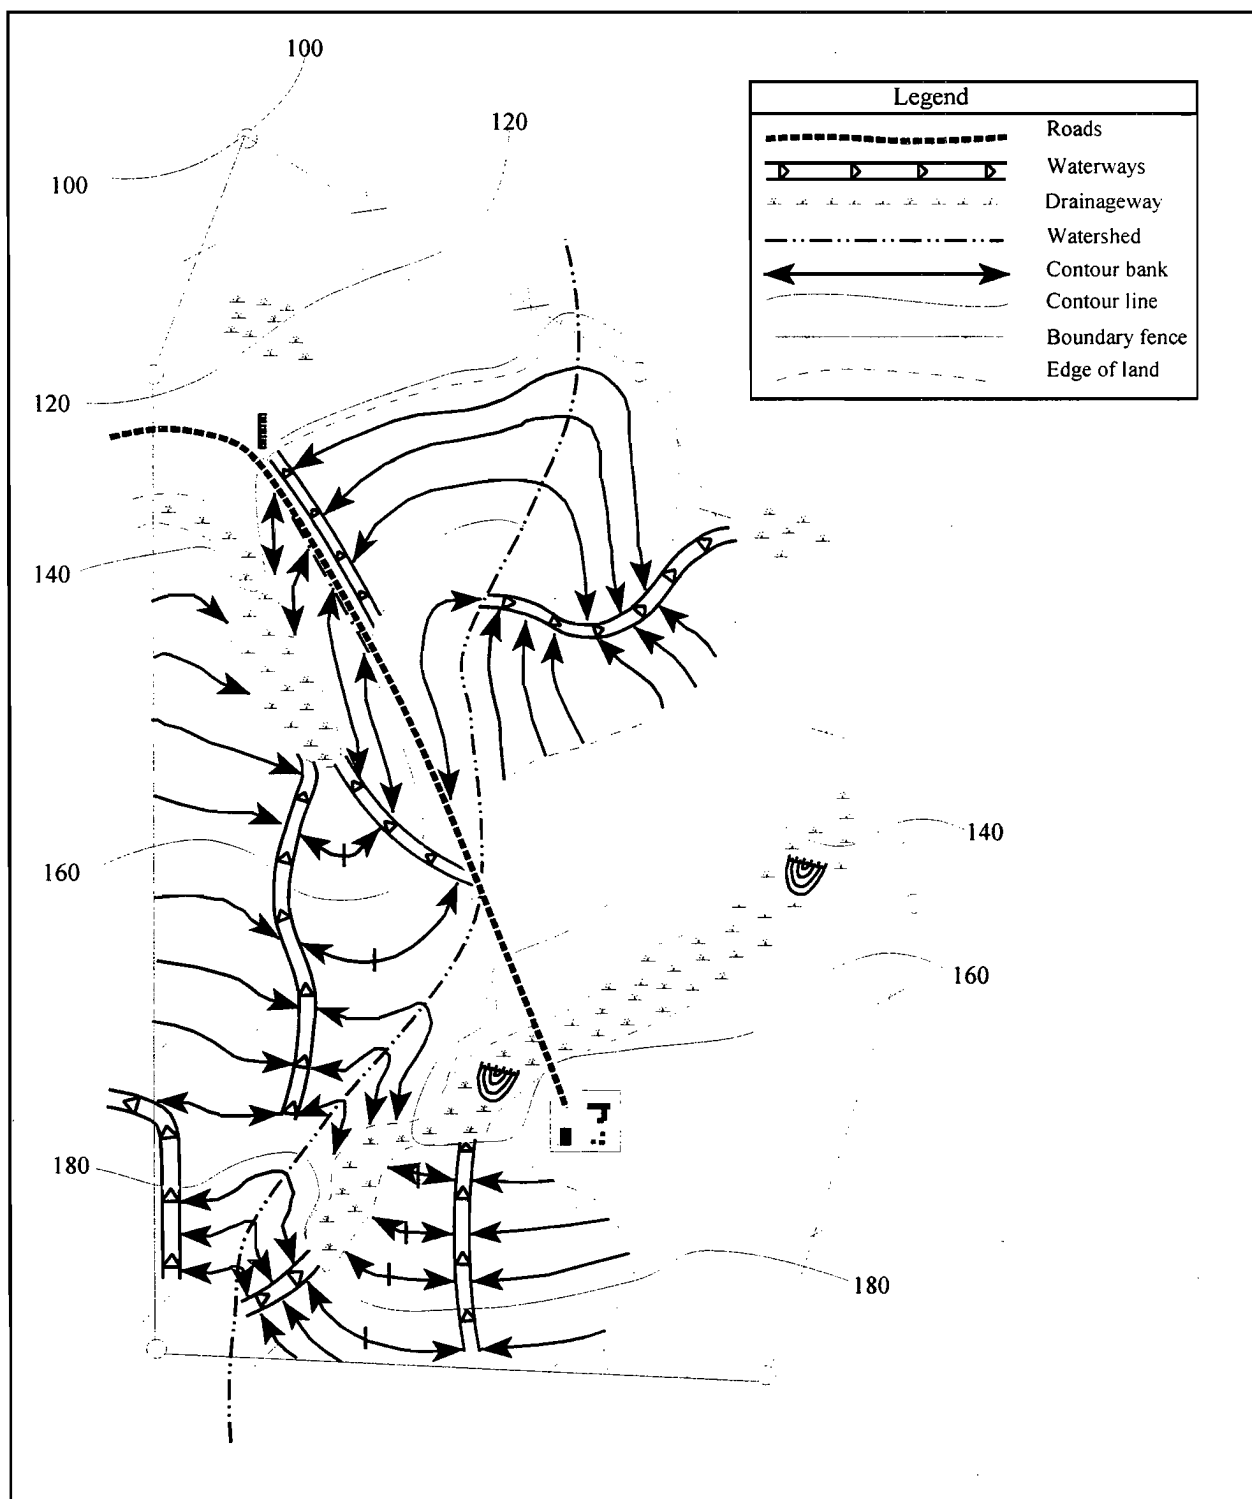 100
120
Legend
Roads
Waterways
100
Drainageway
Watershed
Contour bank
Contour line
Boundary fence
Edge of land
120
140
140
160
160
180
180